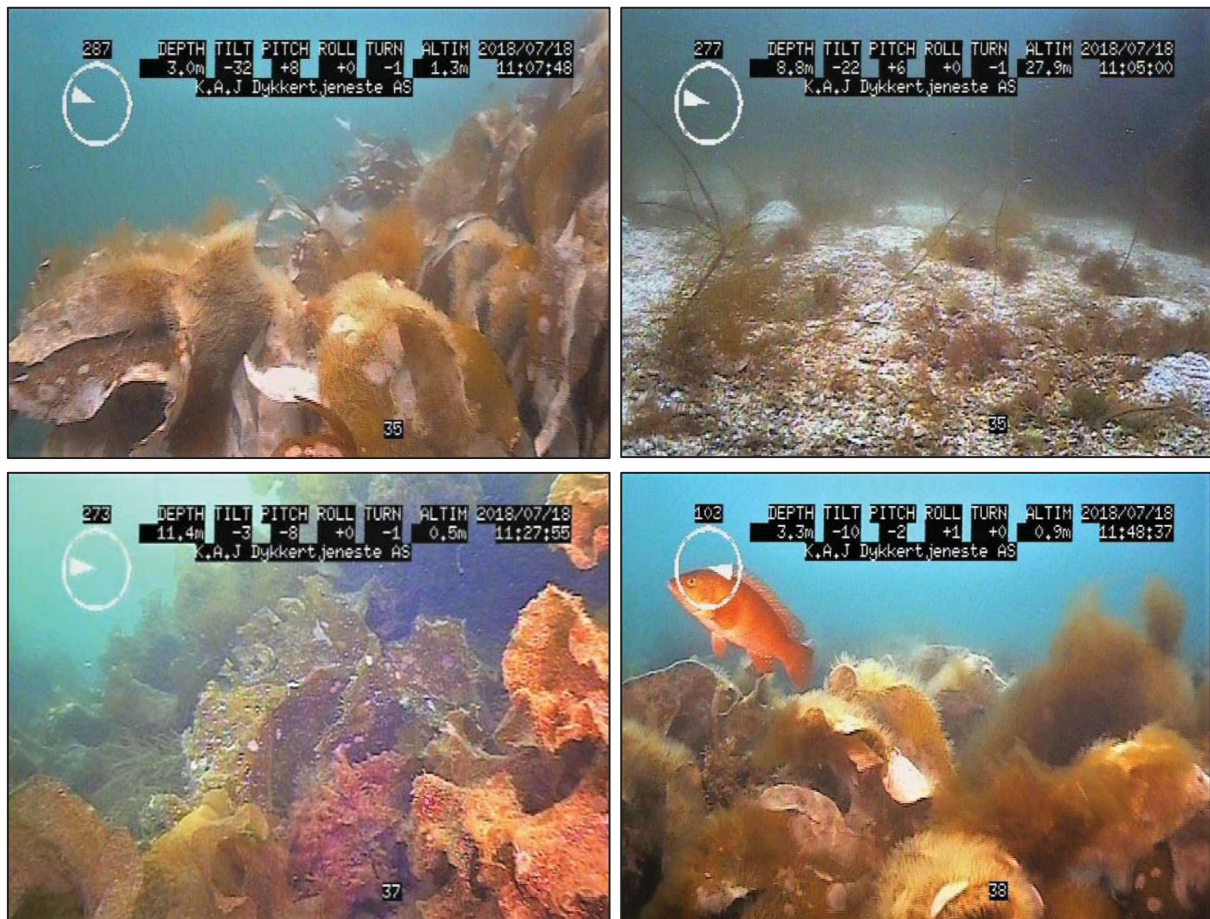 287 DEPTH TILT PITCH ROLL TURN ALTIM 2018/07/18
3.0m -32 +8 +0 -1 1.3m 11:07:48
K.A.J Dykkertjeneste AS
35
277 DEPTH TILT PITCH ROLL TURN ALTIM 2018/07/18
8.8m -22 +6 +0 -1 27.9m 11:05:00
K.A.J Dykkertjeneste AS
35
273 DEPTH TILT PITCH ROLL TURN ALTIM 2018/07/18
11.4m -3 -8 +0 -1 0.5m 11:27:55
K.A.J Dykkertjeneste AS
37
103 DEPTH TILT PITCH ROLL TURN ALTIM 2018/07/18
3.3m -10 -2 +1 +0 0.9m 11:48:37
K.A.J Dykkertjeneste AS
38